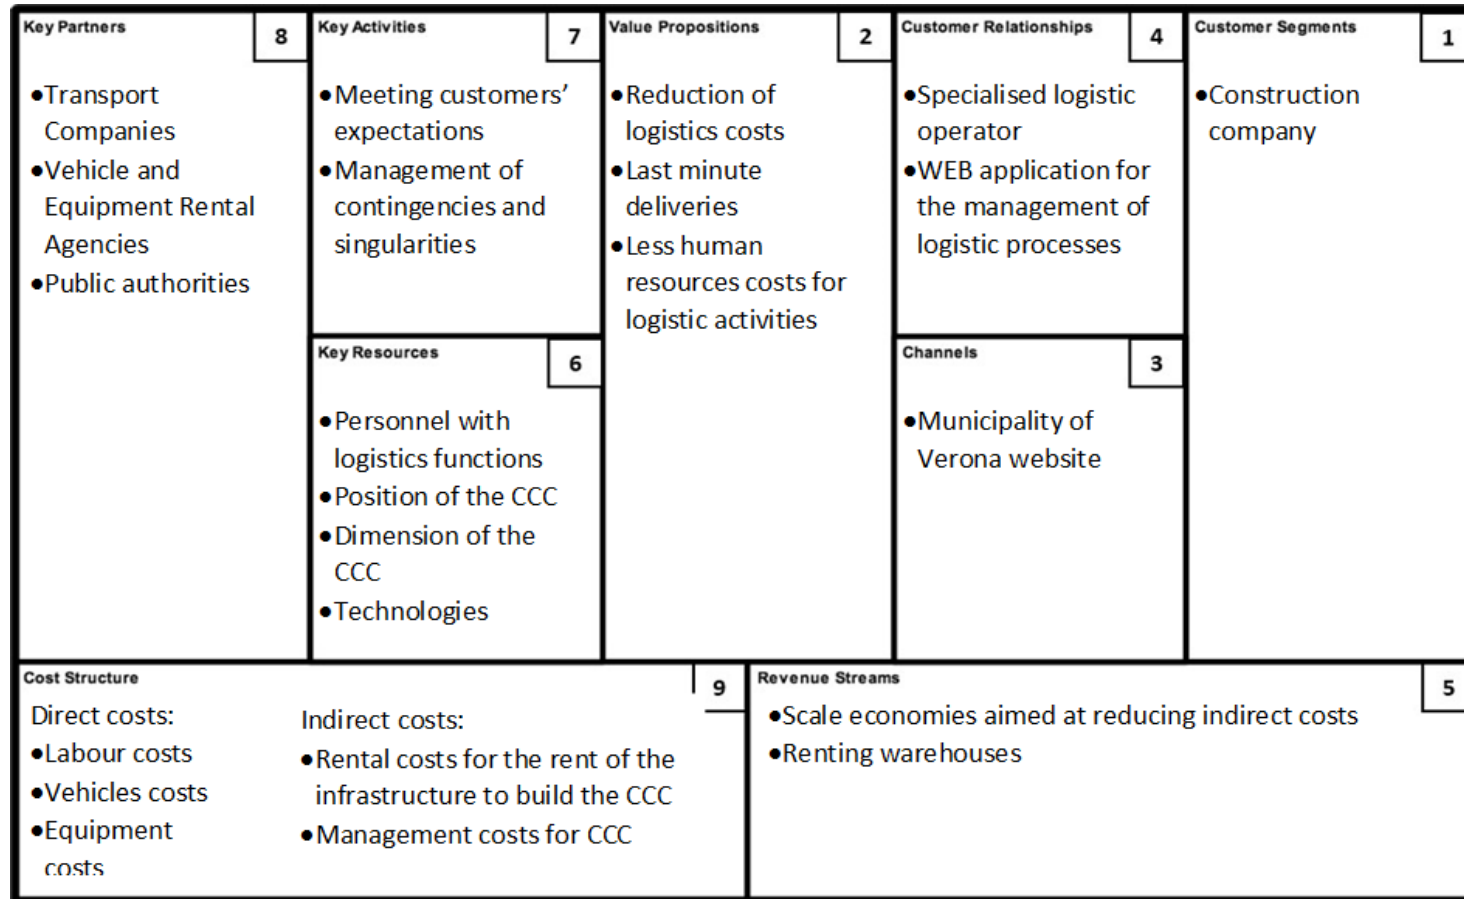 Key Partners
8
•Transport
Companies
•Vehicle and
Equipment Rental
Agencies
•Public authorities
Key Activities
7
•Meeting customers’
expectations
•Management of
contingencies and
singularities
Key Resources
6
•Personnel with
logistics functions
•Position of the CCC
•Dimension of the
CCC
•Technologies
Value Propositions
2
•Reduction of
logistics costs
•Last minute
deliveries
•Less human
resources costs for
logistic activities
Customer Relationships
4
•Specialised logistic
operator
•WEB application for
the management of
logistic processes
Channels
3
•Municipality of
Verona website
Customer Segments
1
•Construction
company
Cost Structure
9
Direct costs:
•Labour costs
•Vehicles costs
•Equipment
costs
Indirect costs:
•Rental costs for the rent of the
infrastructure to build the CCC
•Management costs for CCC
Revenue Streams
5
•Scale economies aimed at reducing indirect costs
•Renting warehouses